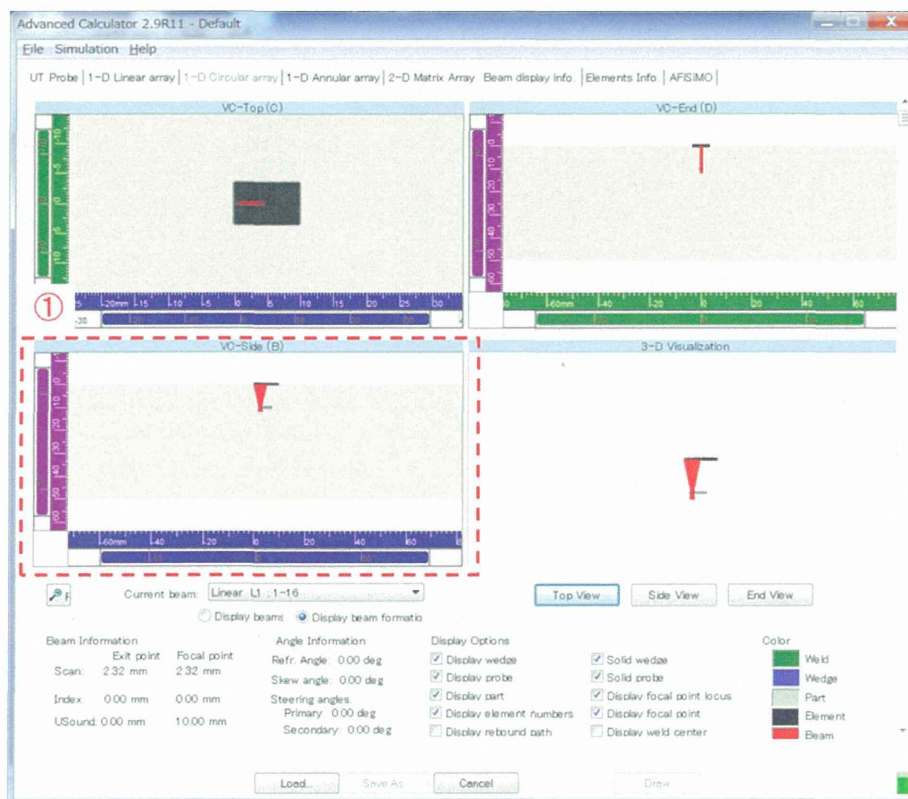 Advanced Calculator 2.9R11 - Default
File Simulation Help
UT Probe | 1-D Linear array | 1-D Circular array | 1-D Annular array | 2-D Matrix Array Beam display info. | Elements Info. | AFiSiMO |
VC-Top (C)
VC-End (D)
①
VC-Side (B)
3-D Visualization
Current beam: Linear L1 : 1-16
Top View
Side View
End View
Display beams
Display beam formatio
Beam Information
Exit point Focal point
Scan: 2.32 mm 2.32 mm
Index: 0.00 mm 0.00 mm
USound: 0.00 mm 10.00 mm
Angle Information
Refr. Angle: 0.00 deg
Skew angle: 0.00 deg
Steering angles
Primary 0.00 deg
Secondary: 0.00 deg
Display Options
Display wedge
Display probe
Display part
Display element numbers
Display rebound path
Solid wedge
Solid probe
Display focal point locus
Display focal point
Display weld center
Color
Weld
Wedge
Part
Element
Beam
Load...
Save As
Cancel
Draw